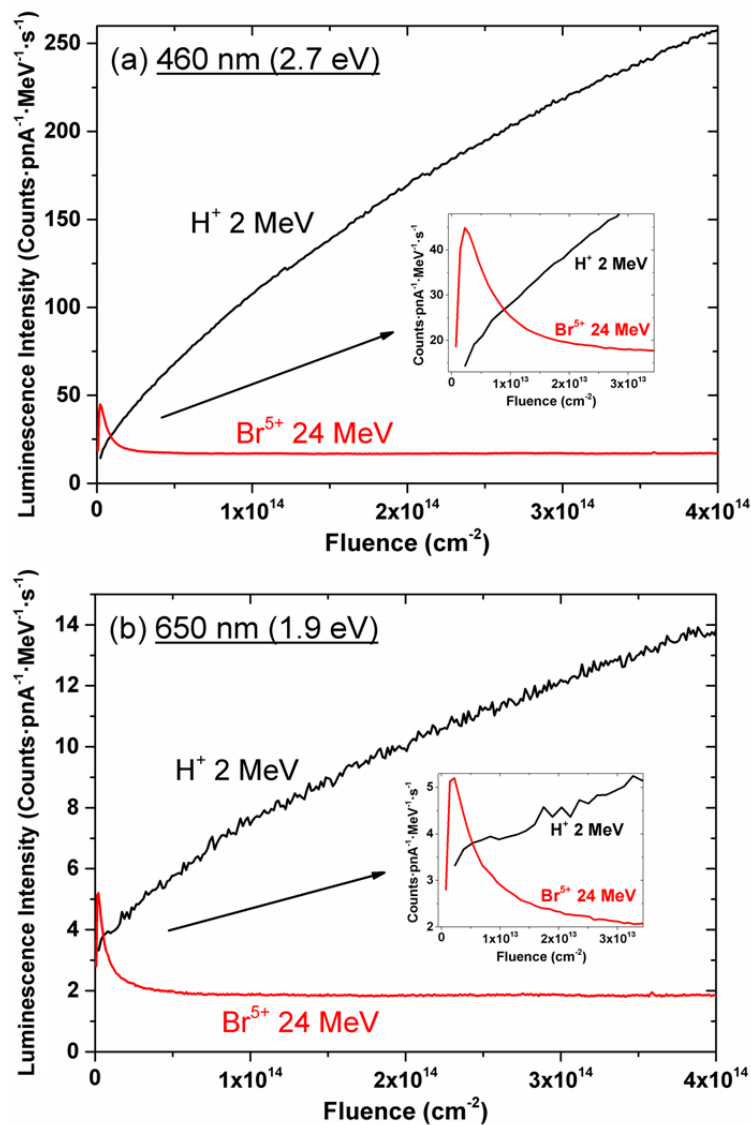 (a) 460 nm (2.7 eV)
Luminescence Intensity (Counts·pnA⁻¹·MeV⁻¹·s⁻¹)
250
200
150
100
50
0
H⁺ 2 MeV
Br⁵⁺ 24 MeV
0 1x10¹⁴ 2x10¹⁴ 3x10¹⁴ 4x10¹⁴
Fluence (cm⁻²)
Counts·pnA⁻¹·MeV⁻¹·s⁻¹
40
30
20
H⁺ 2 MeV
Br⁵⁺ 24 MeV
0 1x10¹³ 2x10¹³ 3x10¹³
Fluence (cm⁻²)
(b) 650 nm (1.9 eV)
Luminescence Intensity (Counts·pnA⁻¹·MeV⁻¹·s⁻¹)
14
12
10
8
6
4
2
0
H⁺ 2 MeV
Br⁵⁺ 24 MeV
0 1x10¹⁴ 2x10¹⁴ 3x10¹⁴ 4x10¹⁴
Fluence (cm⁻²)
Counts·pnA⁻¹·MeV⁻¹·s⁻¹
5
4
3
2
H⁺ 2 MeV
Br⁵⁺ 24 MeV
0 1x10¹³ 2x10¹³ 3x10¹³
Fluence (cm⁻²)